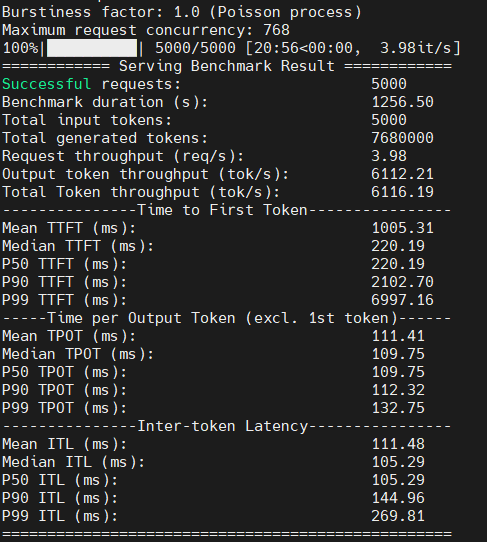 Burstiness factor: 1.0 (Poisson process)
Maximum request concurrency: 768
100%|██████████| 5000/5000 [20:56<00:00,  3.98it/s]
============ Serving Benchmark Result ============
Successful requests:                     5000
Benchmark duration (s):                  1256.50
Total input tokens:                      5000
Total generated tokens:                  7680000
Request throughput (req/s):              3.98
Output token throughput (tok/s):         6112.21
Total Token throughput (tok/s):          6116.19
---------------Time to First Token----------------
Mean TTFT (ms):                          1005.31
Median TTFT (ms):                        220.19
P50 TTFT (ms):                           220.19
P90 TTFT (ms):                           2102.70
P99 TTFT (ms):                           6997.16
-----Time per Output Token (excl. 1st token)------
Mean TPOT (ms):                          111.41
Median TPOT (ms):                        109.75
P50 TPOT (ms):                           109.75
P90 TPOT (ms):                           112.32
P99 TPOT (ms):                           132.75
---------------Inter-token Latency----------------
Mean ITL (ms):                           111.48
Median ITL (ms):                         105.29
P50 ITL (ms):                            105.29
P90 ITL (ms):                            144.96
P99 ITL (ms):                            269.81
==================================================